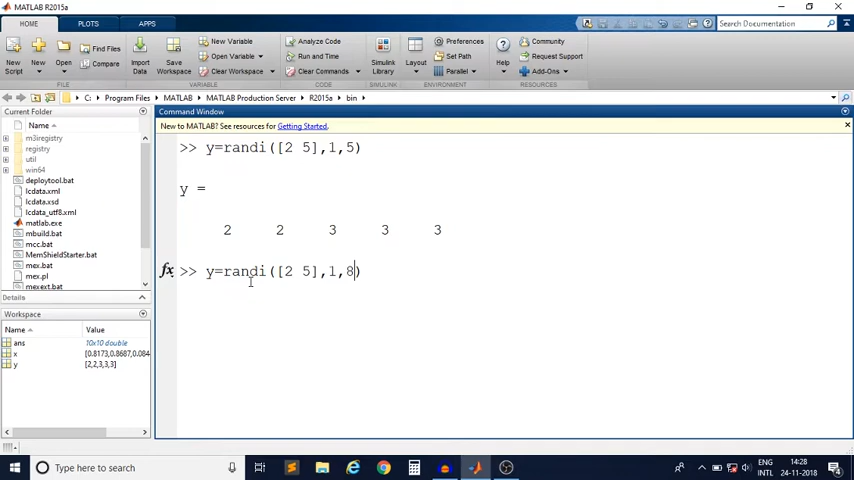 MATLAB R2015a
HOME
PLOTS
APPS
Search Documentation
New Script
New
Open
Find Files
Compare
Import Data
Save Workspace
New Variable
Open Variable
Clear Workspace
Analyze Code
Run and Time
Clear Commands
Simulink Library
Layout
Preferences
Set Path
Parallel
Help
Community
Request Support
Add-Ons
FILE
VARIABLE
CODE
SIMULINK
ENVIRONMENT
RESOURCES
C: Program Files MATLAB MATLAB Production Server R2015a bin
Current Folder
Name
m3iregistry
registry
util
win64
deploytool.bat
lcdata.xml
lcdata.xsd
lcdata_utf8.xml
matlab.exe
mbuild.bat
mcc.bat
MemShieldStarter.bat
mex.bat
mex.pl
mexext.bat
Details
Workspace
Name Value
ans 10x10 double
x [0.8173,0.8687,0.084
y [2,2,3,3,3]
Command Window
New to MATLAB? See resources for Getting Started.
>> y=randi([2 5],1,5)
y =
2 2 3 3 3
fx >> y=randi([2 5],1,8)
Type here to search
ENG
INTL
14:28
24-11-2018
4